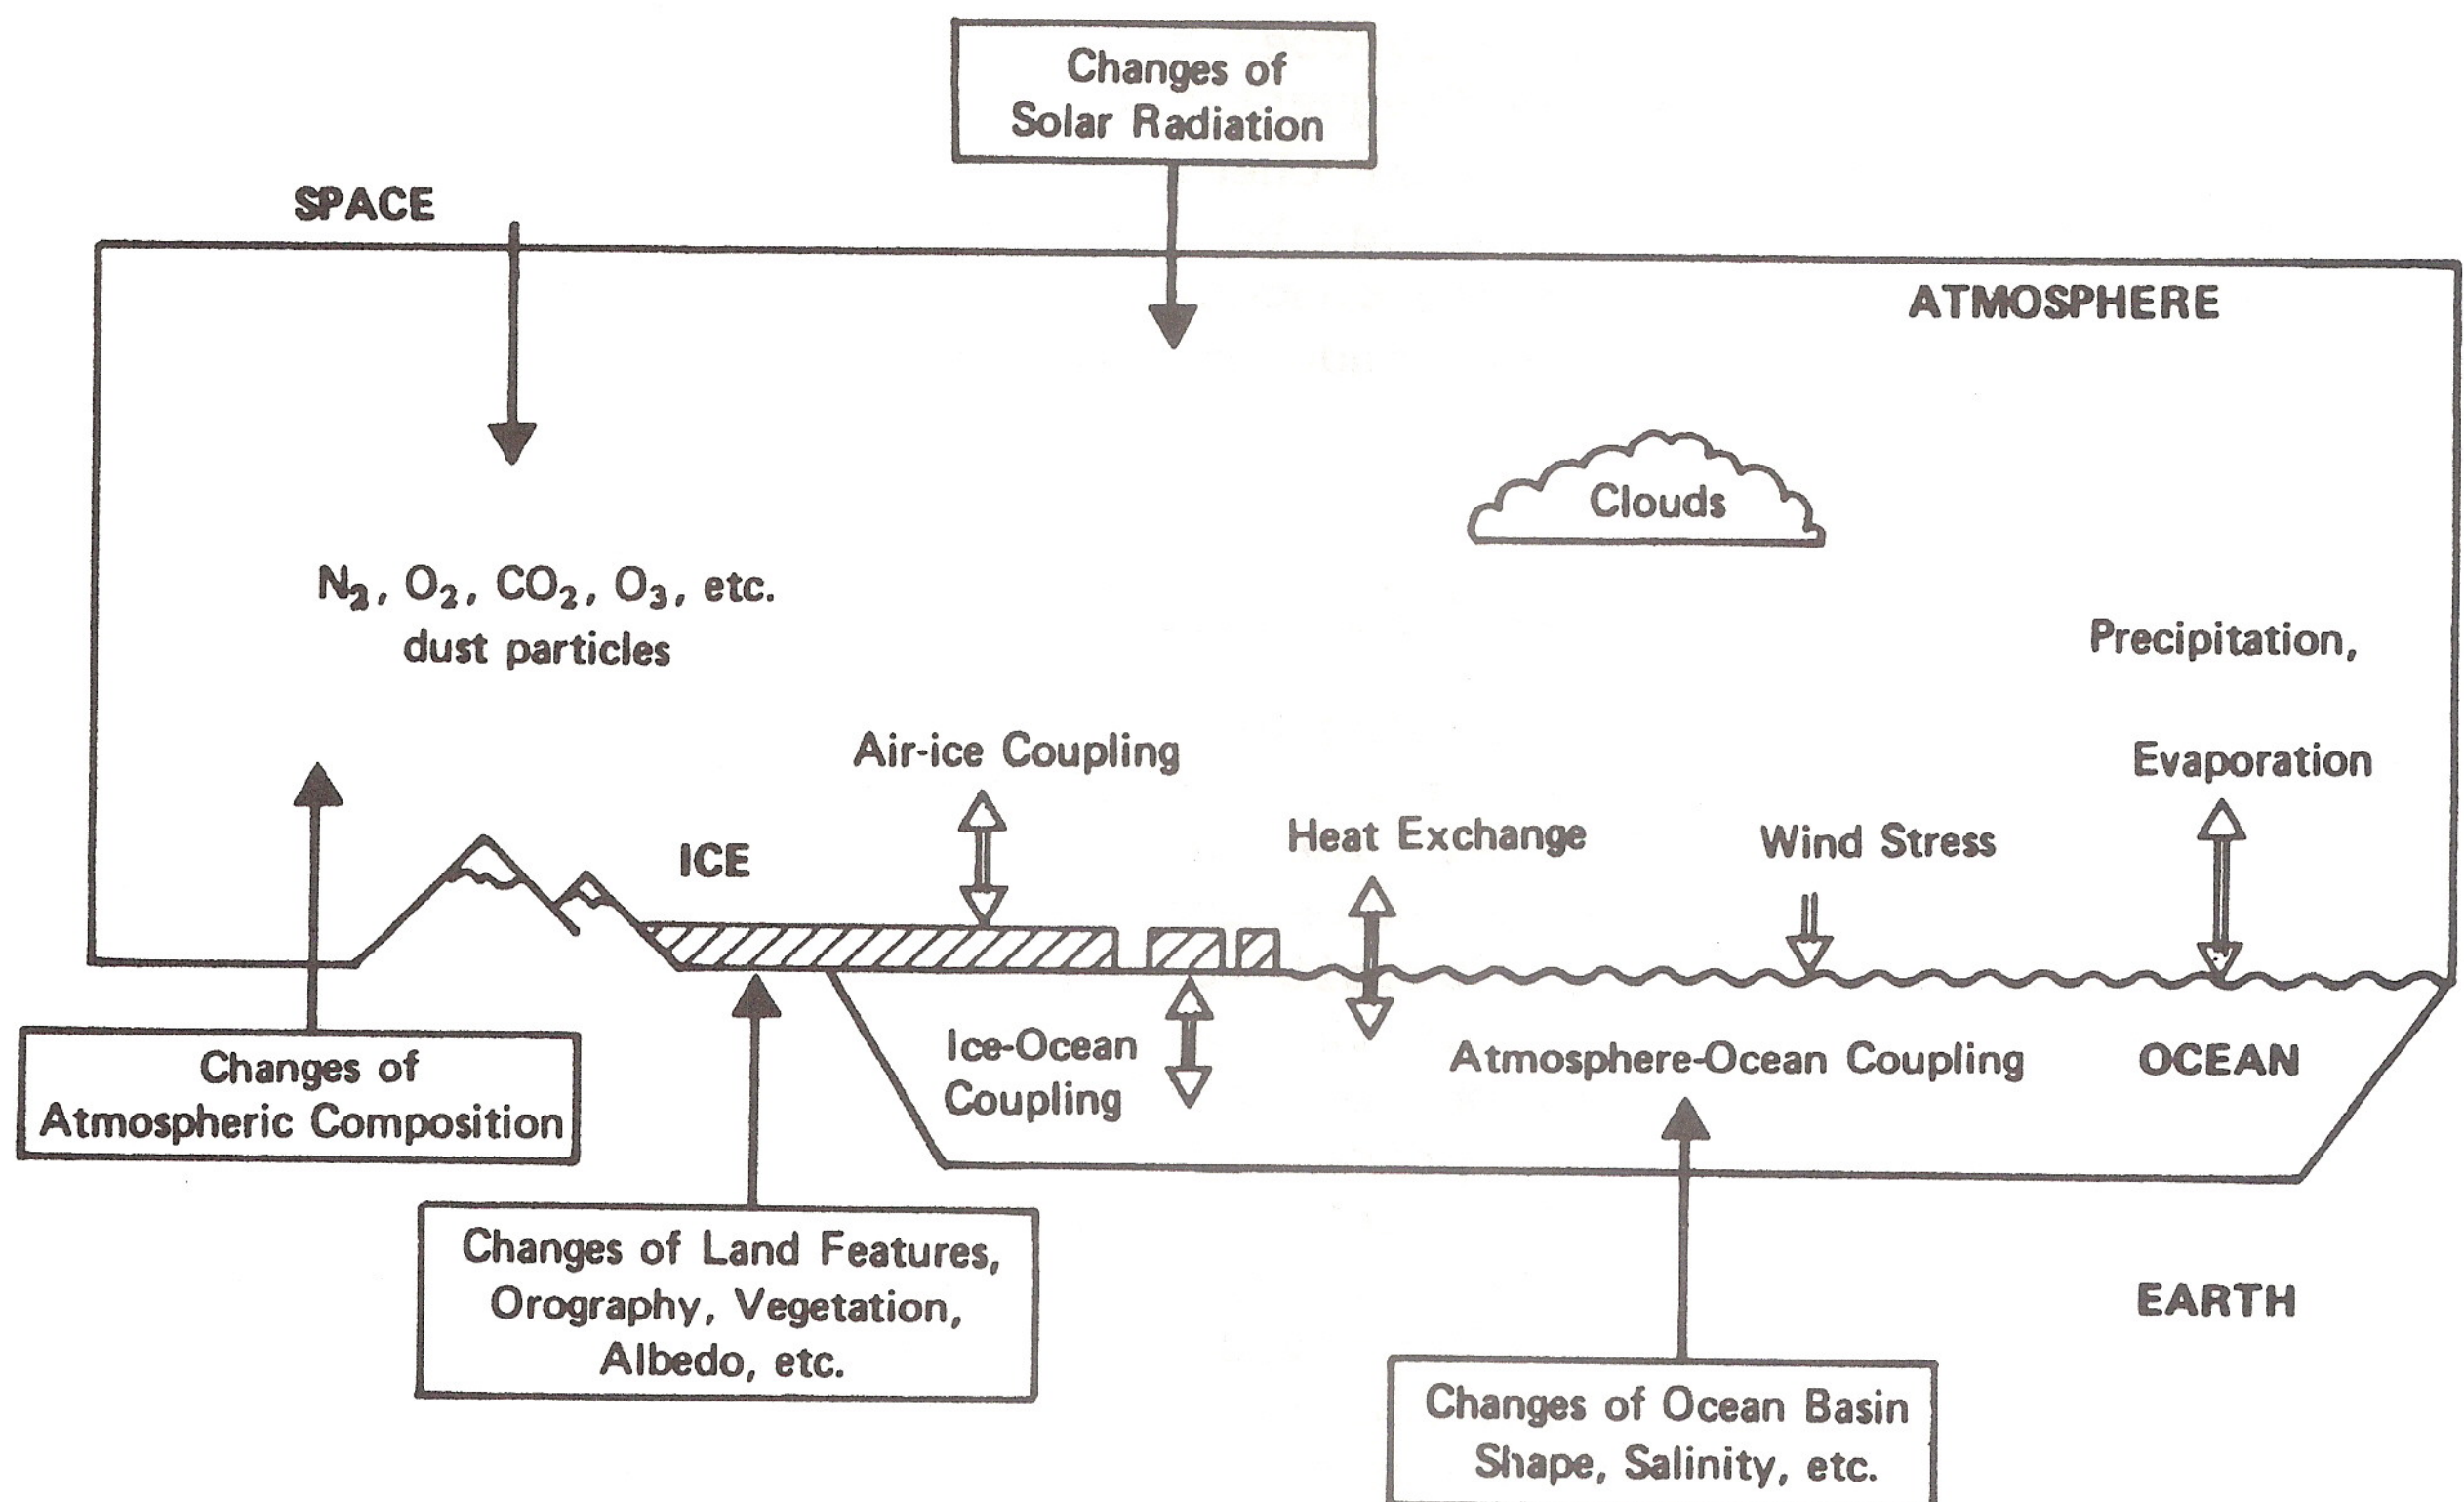 Changes of
Solar Radiation
SPACE
ATMOSPHERE
Clouds
N₂, O₂, CO₂, O₃, etc.
dust particles
Precipitation,
Evaporation
Air-ice Coupling
Heat Exchange
Wind Stress
ICE
Ice-Ocean
Coupling
Atmosphere-Ocean Coupling
OCEAN
Changes of
Atmospheric Composition
Changes of Land Features,
Orography, Vegetation,
Albedo, etc.
EARTH
Changes of Ocean Basin
Shape, Salinity, etc.